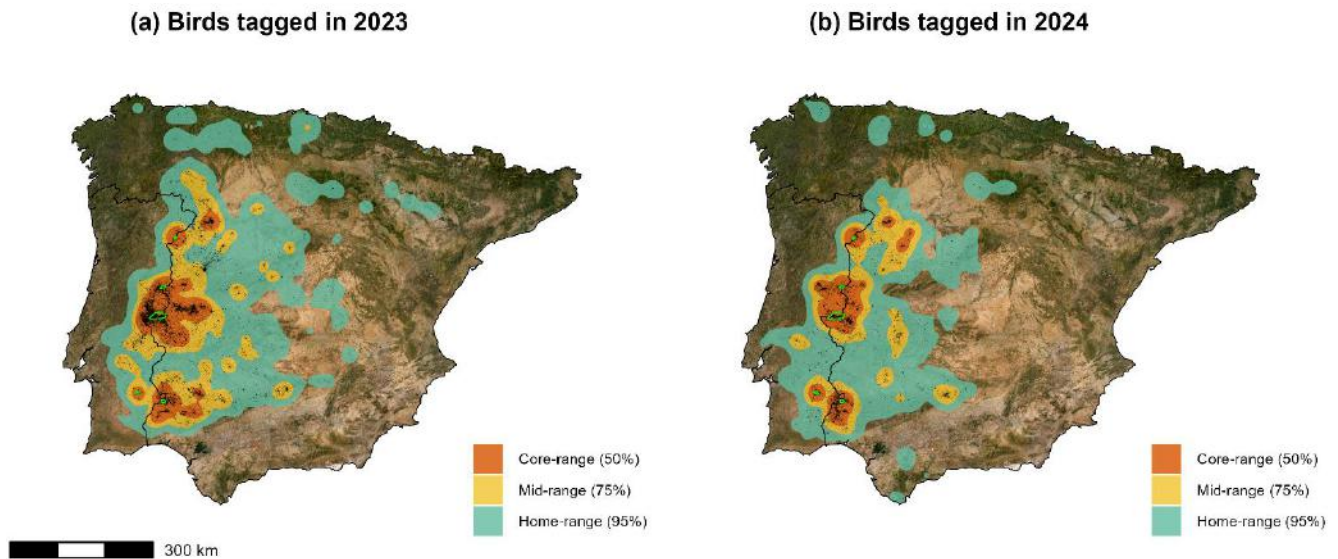 (a) Birds tagged in 2023
(b) Birds tagged in 2024
Core-range (50%)
Mid-range (75%)
Home-range (95%)
Core-range (50%)
Mid-range (75%)
Home-range (95%)
300 km